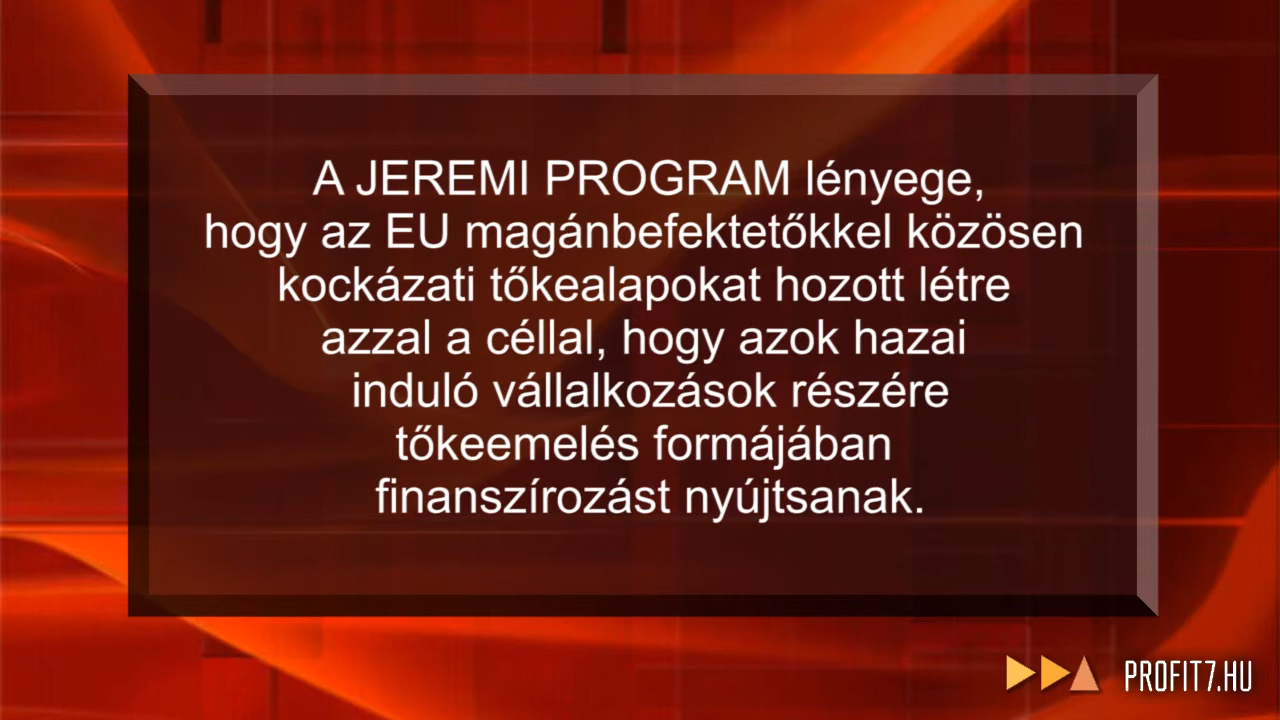 A JEREMI PROGRAM lényege,
hogy az EU magánbefektetőkkel közösen
kockázati tőkealapokat hozott létre
azzal a céllal, hogy azok hazai
induló vállalkozások részére
tőkeemelés formájában
finanszírozást nyújtsanak.
PROFIT7.HU